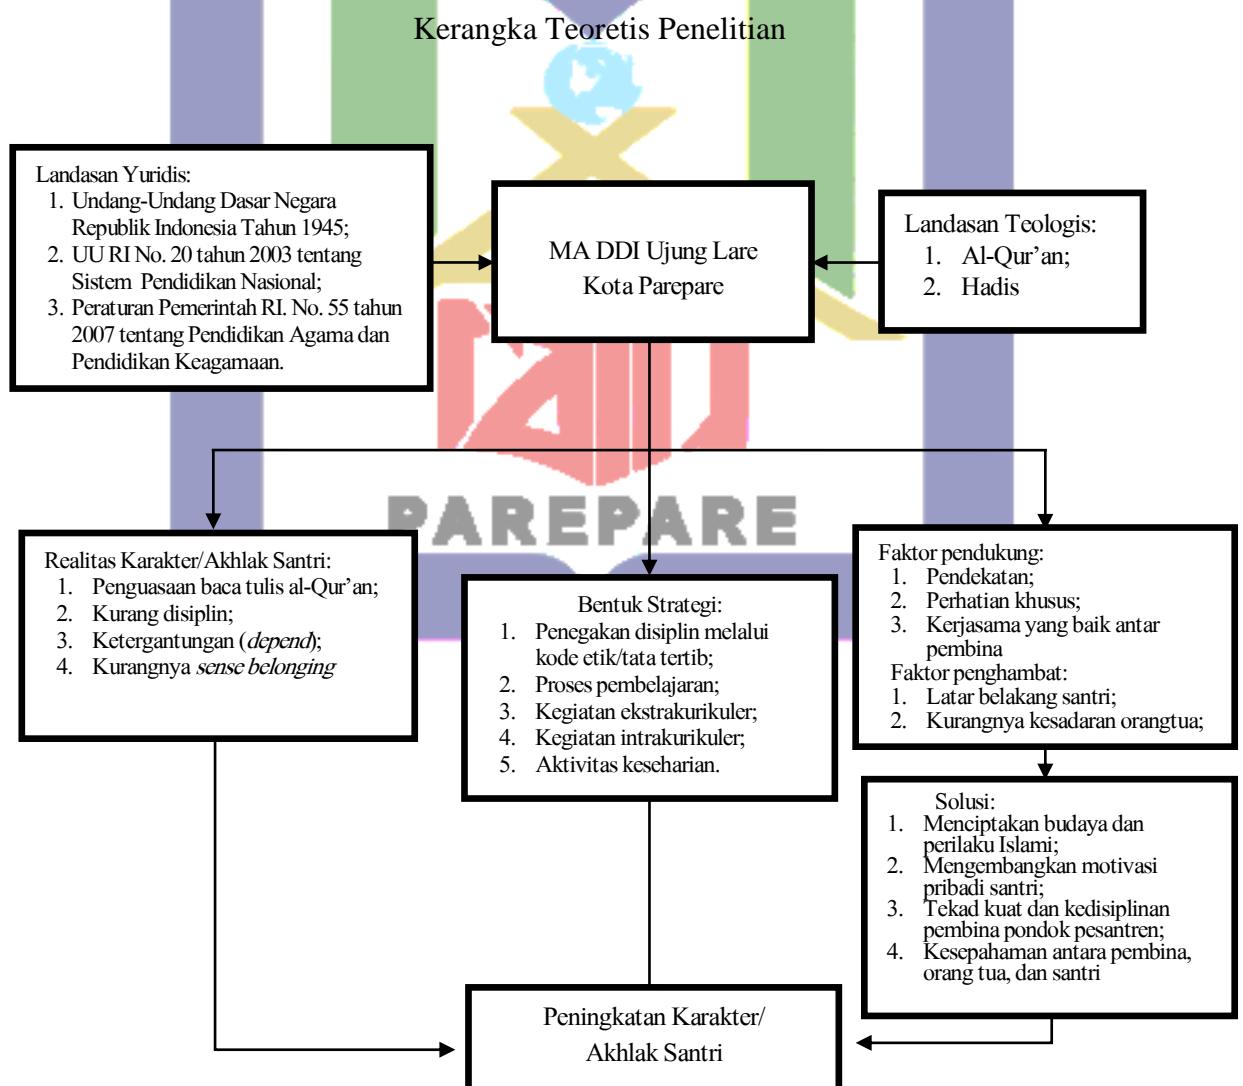 Kerangka Teoretis Penelitian
Landasan Yuridis:
1. Undang-Undang Dasar Negara
Republik Indonesia Tahun 1945;
2. UU RI No. 20 tahun 2003 tentang
Sistem Pendidikan Nasional;
3. Peraturan Pemerintah RI. No. 55 tahun
2007 tentang Pendidikan Agama dan
Pendidikan Keagamaan.
MA DDI Ujung Lare
Kota Parepare
Landasan Teologis:
1. Al-Qur’an;
2. Hadis
PAREPARE
Realitas Karakter/Akhlak Santri:
1. Penguasaan baca tulis al-Qur’an;
2. Kurang disiplin;
3. Ketergantungan (depend);
4. Kurangnya sense belonging
Bentuk Strategi:
1. Penegakan disiplin melalui
kode etik/tata tertib;
2. Proses pembelajaran;
3. Kegiatan ekstrakurikuler;
4. Kegiatan intrakurikuler;
5. Aktivitas keseharian.
Faktor pendukung:
1. Pendekatan;
2. Perhatian khusus;
3. Kerjasama yang baik antar
pembina
Faktor penghambat:
1. Latar belakang santri;
2. Kurangnya kesadaran orangtua;
Solusi:
1. Menciptakan budaya dan
perilaku Islami;
2. Mengembangkan motivasi
pribadi santri;
3. Tekad kuat dan kedisiplinan
pembina pondok pesantren;
4. Kesepahaman antara pembina,
orang tua, dan santri
Peningkatan Karakter/
Akhlak Santri